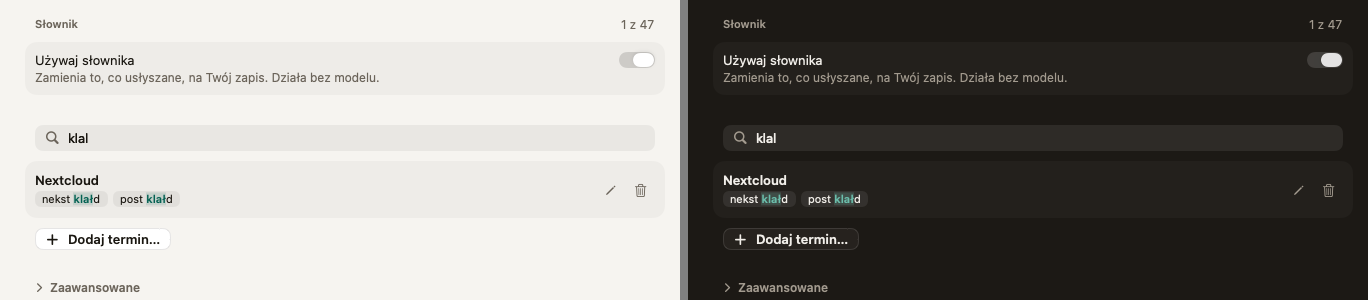 Słownik 1 z 47
Używaj słownika
Zamienia to, co usłyszane, na Twój zapis. Działa bez modelu.
klal
Nextcloud
nekst klałd post klałd
+ Dodaj termin...
Zaawansowane
Słownik 1 z 47
Używaj słownika
Zamienia to, co usłyszane, na Twój zapis. Działa bez modelu.
klal
Nextcloud
nekst klałd post klałd
+ Dodaj termin...
Zaawansowane